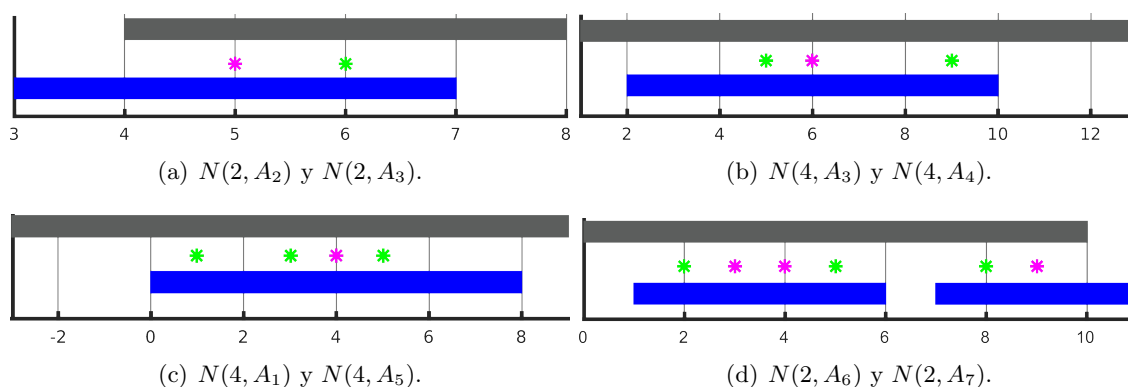 3 4 5 6 7 8
2 4 6 8 10 12
(a) N(2, A₂) y N(2, A₃).
(b) N(4, A₃) y N(4, A₄).
-2 0 2 4 6 8
0 2 4 6 8 10
(c) N(4, A₁) y N(4, A₅).
(d) N(2, A₆) y N(2, A₇).